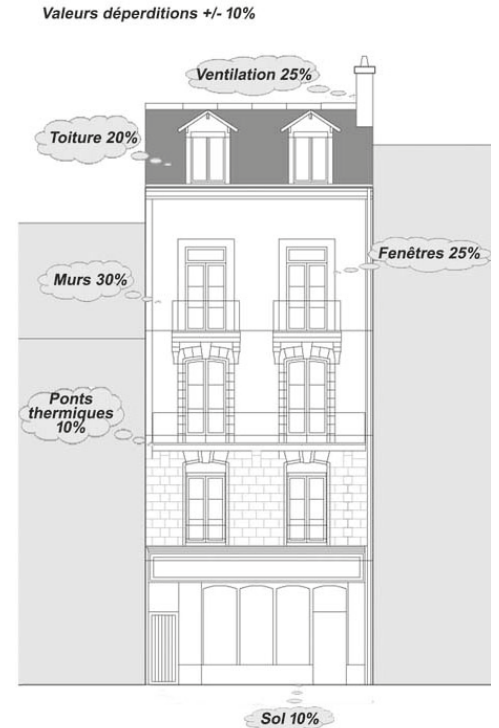 Valeurs déperditions +/- 10%
Ventilation 25%
Toiture 20%
Fenêtres 25%
Murs 30%
Ponts
thermiques
10%
Sol 10%